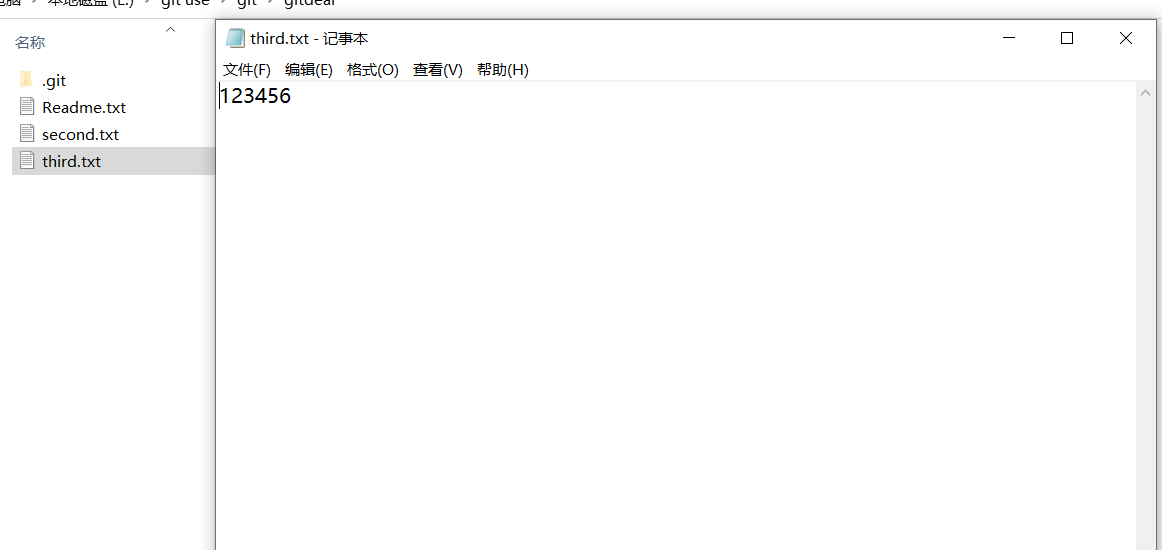 本地磁盘 (E:) › git use › git › gitdeal
third.txt - 记事本
名称
文件(F) 编辑(E) 格式(O) 查看(V) 帮助(H)
.git
123456
Readme.txt
second.txt
third.txt